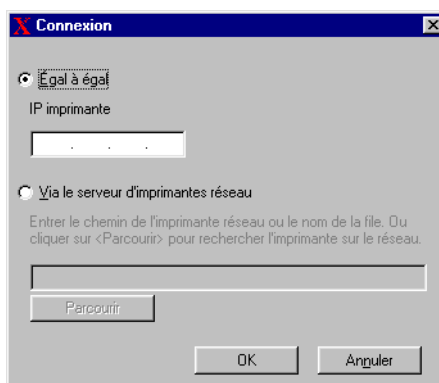 Connexion
Égal à égal
IP imprimante
. . .
Via le serveur d'imprimantes réseau
Entrer le chemin de l'imprimante réseau ou le nom de la file. Ou
cliquer sur <Parcourir> pour rechercher l'imprimante sur le réseau.
Parcourir
OK Annuler